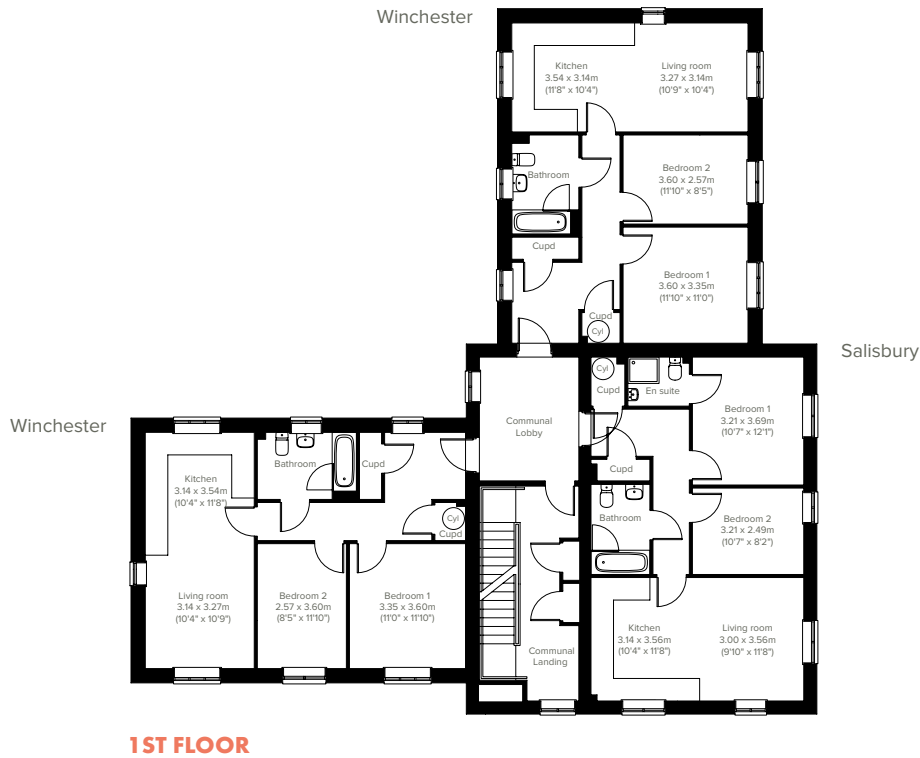 Winchester
Kitchen
3.54 x 3.14m
(11'8" x 10'4")
Living room
3.27 x 3.14m
(10'9" x 10'4")
Bathroom
Bedroom 2
3.60 x 2.57m
(11'10" x 8'5")
Cupd
Bedroom 1
3.60 x 3.35m
(11'10" x 11'0")
Cupd
Cyl
Salisbury
Cyl
Cupd
En suite
Bedroom 1
3.21 x 3.69m
(10'7" x 12'1")
Communal
Lobby
Cupd
Bathroom
Bedroom 2
3.21 x 2.49m
(10'7" x 8'2")
Kitchen
3.14 x 3.56m
(10'4" x 11'8")
Living room
3.00 x 3.56m
(9'10" x 11'8")
Communal
Landing
Winchester
Kitchen
3.14 x 3.54m
(10'4" x 11'8")
Bathroom
Cupd
Cyl
Cupd
Living room
3.14 x 3.27m
(10'4" x 10'9")
Bedroom 2
2.57 x 3.60m
(8'5" x 11'10")
Bedroom 1
3.35 x 3.60m
(11'0" x 11'10")
1ST FLOOR